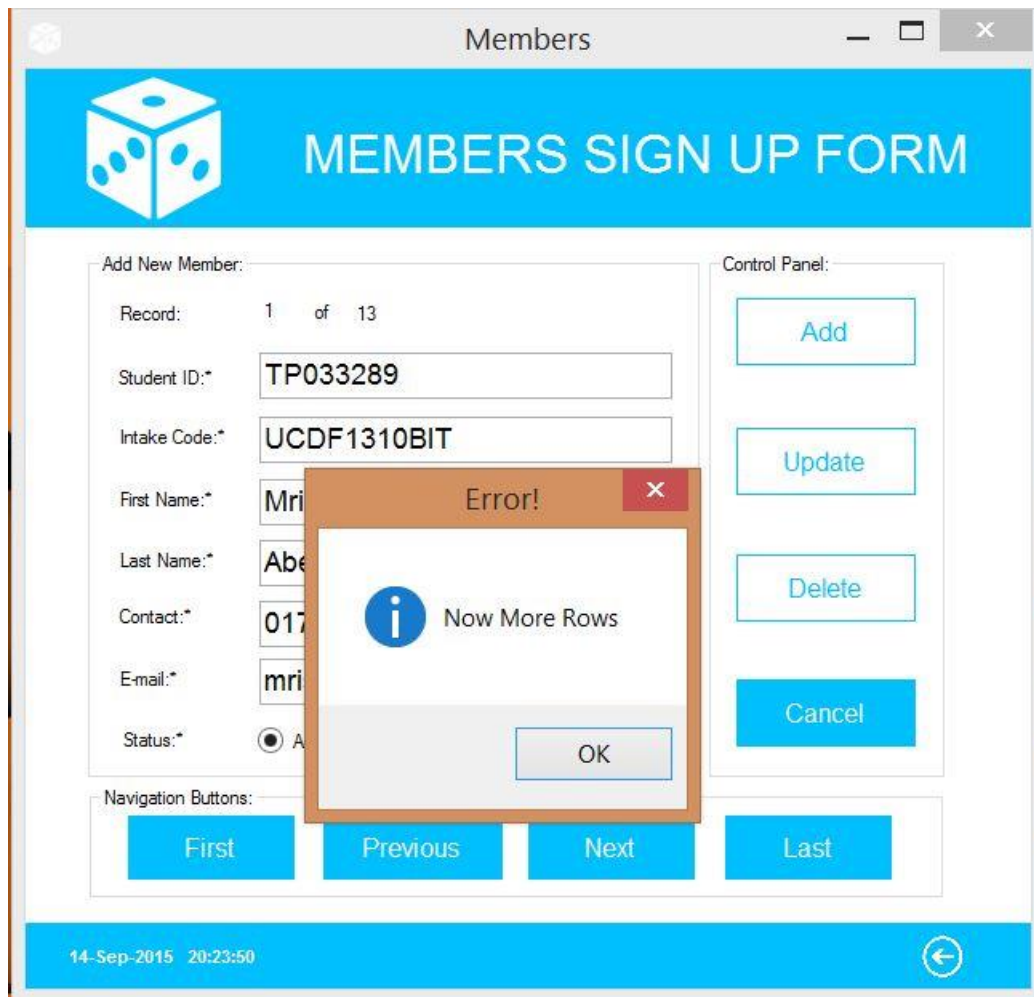 Members
MEMBERS SIGN UP FORM
Add New Member:
Record: 1 of 13
Student ID:* TP033289
Intake Code:* UCDF1310BIT
First Name:* Mri
Last Name:* Abe
Contact:* 017
E-mail:* mri
Status:* A
Error!
Now More Rows
OK
Control Panel:
Add
Update
Delete
Cancel
Navigation Buttons:
First Previous Next Last
14-Sep-2015 20:23:50